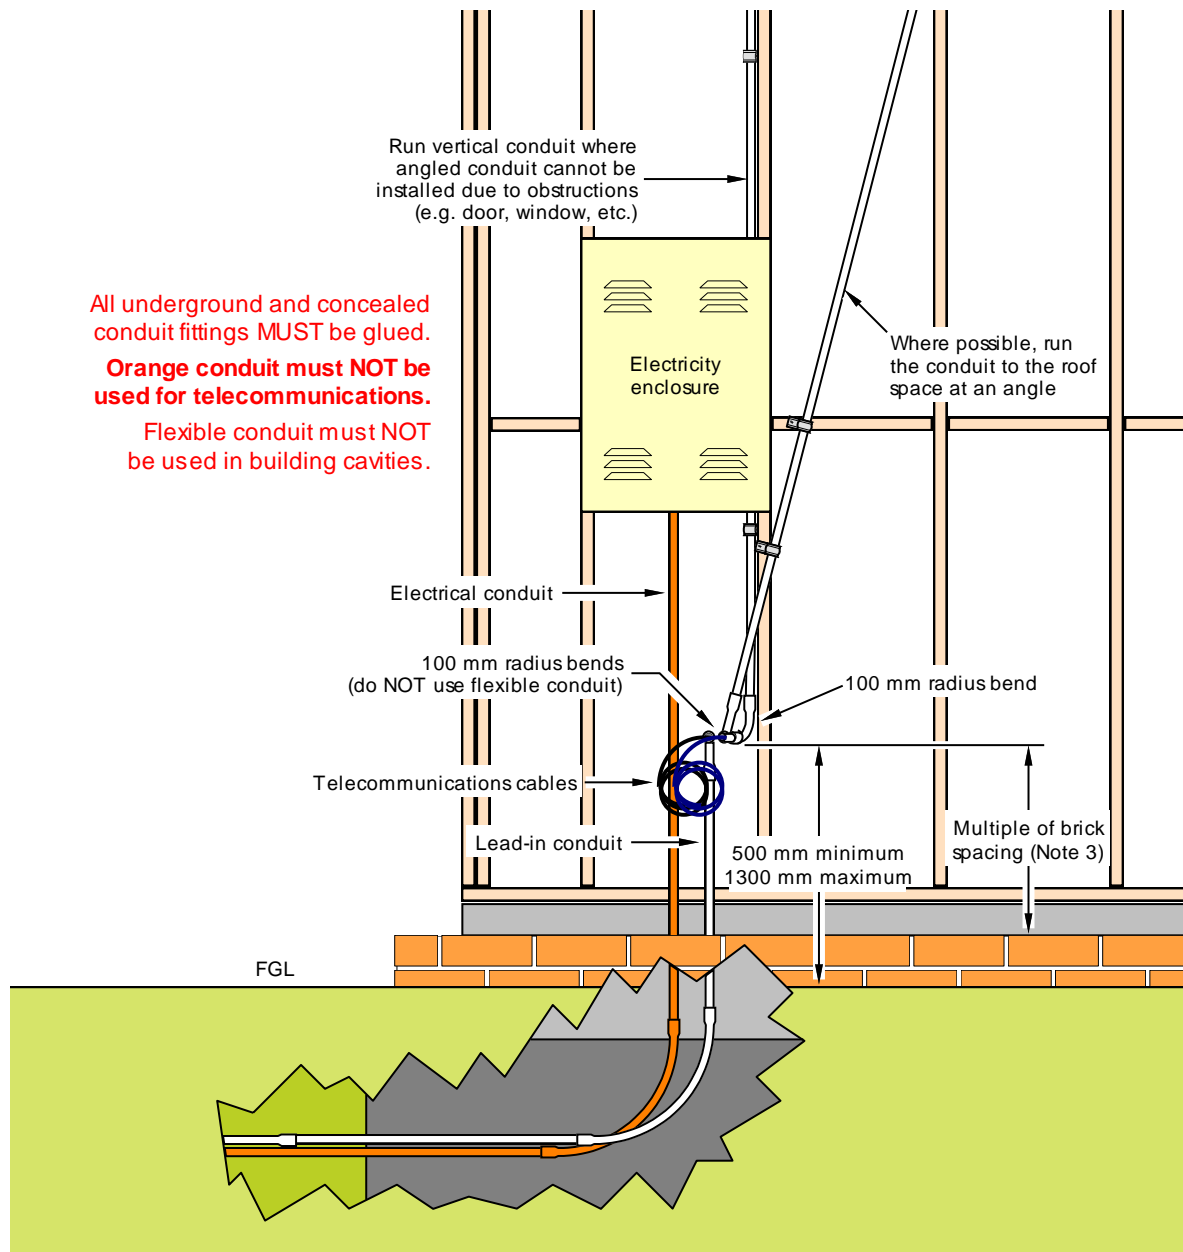 Run vertical conduit where
angled conduit cannot be
installed due to obstructions
(e.g. door, window, etc.)
All underground and concealed
conduit fittings MUST be glued.
Orange conduit must NOT be
used for telecommunications.
Flexible conduit must NOT
be used in building cavities.
Electricity
enclosure
Where possible, run
the conduit to the roof
space at an angle
Electrical conduit
100 mm radius bends
(do NOT use flexible conduit)
100 mm radius bend
Telecommunications cables
Lead-in conduit
500 mm minimum
1300 mm maximum
Multiple of brick
spacing (Note 3)
FGL